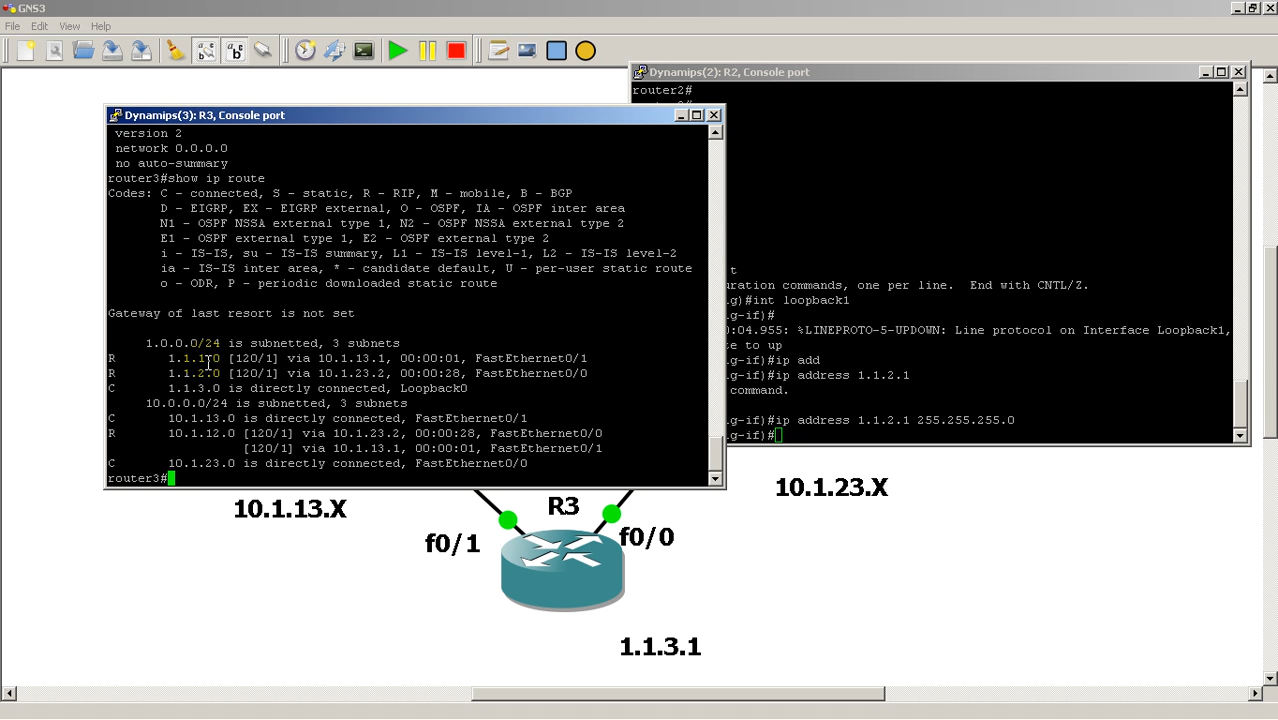 GNS3
File Edit View Help
Dynamips(2): R2, Console port
router2#
Dynamips(3): R3, Console port
version 2
network 0.0.0.0
no auto-summary
router3#show ip route
Codes: C - connected, S - static, R - RIP, M - mobile, B - BGP
D - EIGRP, EX - EIGRP external, O - OSPF, IA - OSPF inter area
N1 - OSPF NSSA external type 1, N2 - OSPF NSSA external type 2
E1 - OSPF external type 1, E2 - OSPF external type 2
i - IS-IS, su - IS-IS summary, L1 - IS-IS level-1, L2 - IS-IS level-2
ia - IS-IS inter area, * - candidate default, U - per-user static route
o - ODR, P - periodic downloaded static route
Gateway of last resort is not set
1.0.0.0/24 is subnetted, 3 subnets
R 1.1.1.0 [120/1] via 10.1.13.1, 00:00:01, FastEthernet0/1
R 1.1.2.0 [120/1] via 10.1.23.2, 00:00:28, FastEthernet0/0
C 1.1.3.0 is directly connected, Loopback0
10.0.0.0/24 is subnetted, 3 subnets
C 10.1.13.0 is directly connected, FastEthernet0/1
R 10.1.12.0 [120/1] via 10.1.23.2, 00:00:28, FastEthernet0/0
[120/1] via 10.1.13.1, 00:00:01, FastEthernet0/1
C 10.1.23.0 is directly connected, FastEthernet0/0
router3#
t
uration commands, one per line. End with CNTL/Z.
g)#int loopback1
g-if)#
:04.955: %LINEPROTO-5-UPDOWN: Line protocol on Interface Loopback1,
te to up
g-if)#ip add
g-if)#ip address 1.1.2.1
command.
g-if)#ip address 1.1.2.1 255.255.255.0
g-if)#
10.1.13.X
R3
10.1.23.X
f0/1
f0/0
1.1.3.1